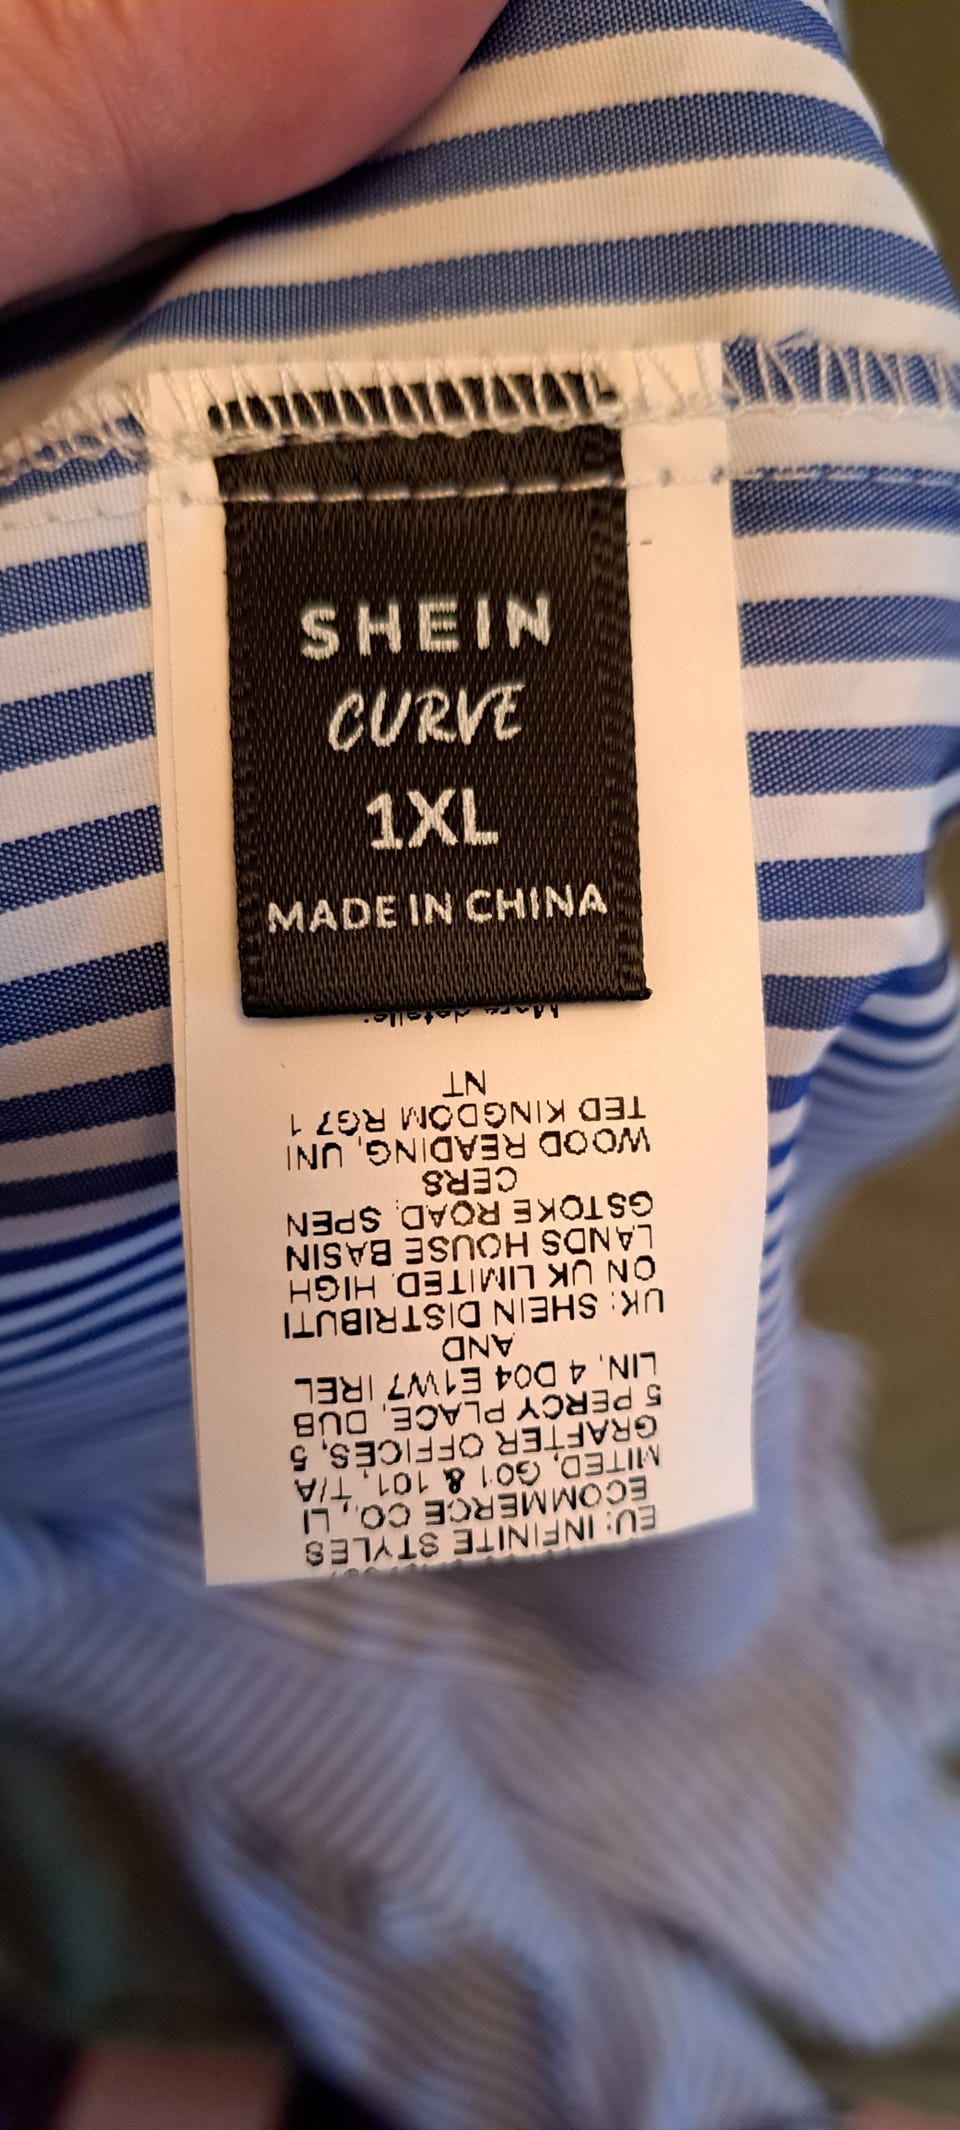 SHEIN
CURVE
1XL
MADE IN CHINA
EU: INFINITE STYLES
ECOMMERCE CO., LI
MITED, G01 & 101, T/A
GRAFTER OFFICES, 5
5 PERCY PLACE, DUB
LIN, 4 D04 E1W7 IREL
AND
UK: SHEIN DISTRIBUTI
ON UK LIMITED, HIGH
LANDS HOUSE BASIN
GSTOKE ROAD, SPEN
CERS
WOOD READING, UNI
TED KINGDOM RG7 1
NT
More details: